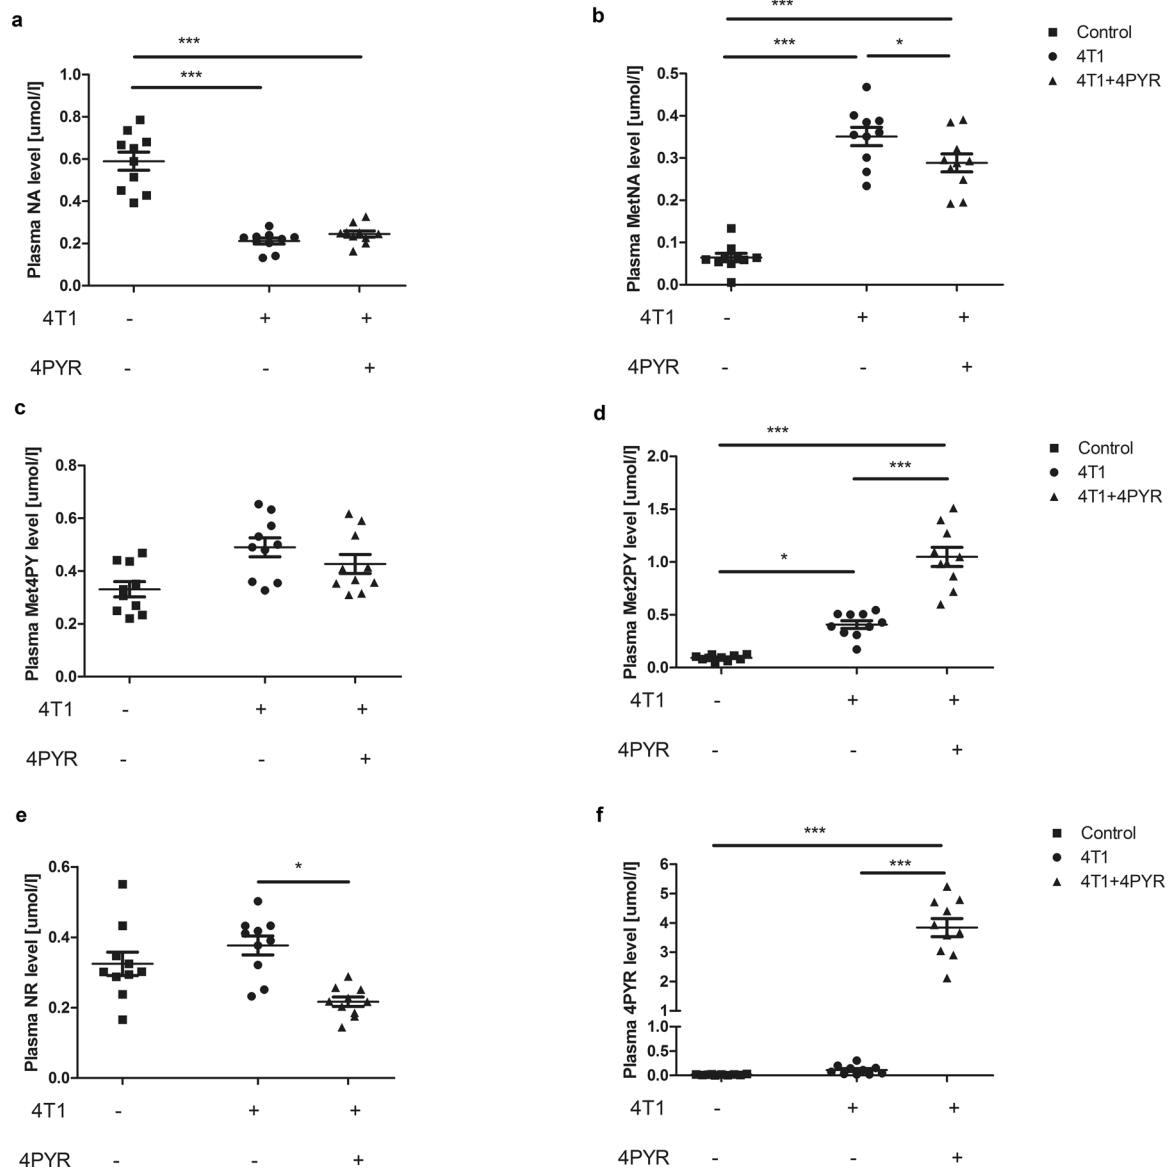 a
***
***
Plasma NA level [umol/l]
1.0
0.8
0.6
0.4
0.2
0.0
4T1 - + +
4PYR - - +
b
***
*** *
Plasma MetNA level [umol/l]
0.5
0.4
0.3
0.2
0.1
0.0
4T1 - + +
4PYR - - +
Control
4T1
4T1+4PYR
c
Plasma Met4PY level [umol/l]
0.8
0.6
0.4
0.2
0.0
4T1 - + +
4PYR - - +
d
***
***
*
Plasma Met2PY level [umol/l]
2.0
1.5
1.0
0.5
0.0
4T1 - + +
4PYR - - +
Control
4T1
4T1+4PYR
e
*
Plasma NR level [umol/l]
0.6
0.4
0.2
0.0
4T1 - + +
4PYR - - +
f
***
***
Plasma 4PYR level [umol/l]
6
5
4
3
2
1
1.0
0.5
0.0
4T1 - + +
4PYR - - +
Control
4T1
4T1+4PYR